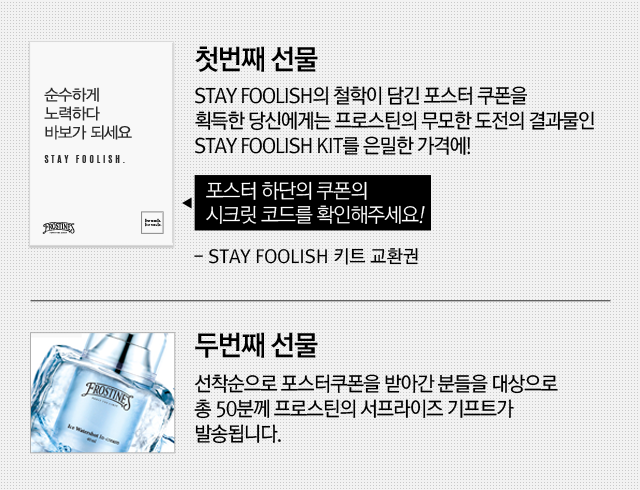 첫번째 선물
STAY FOOLISH의 철학이 담긴 포스터 쿠폰을
획득한 당신에게는 프로스틴의 무모한 도전의 결과물인
STAY FOOLISH KIT를 은밀한 가격에!
순수하게
노력하다
바보가 되세요
STAY FOOLISH.
FROSTINE'S
포스터 하단의 쿠폰의
시크릿 코드를 확인해주세요!
– STAY FOOLISH 키트 교환권
두번째 선물
선착순으로 포스터쿠폰을 받아간 분들을 대상으로
총 50분께 프로스틴의 서프라이즈 기프트가
발송됩니다.
FROSTINE'S
Ice Watershot In-cream